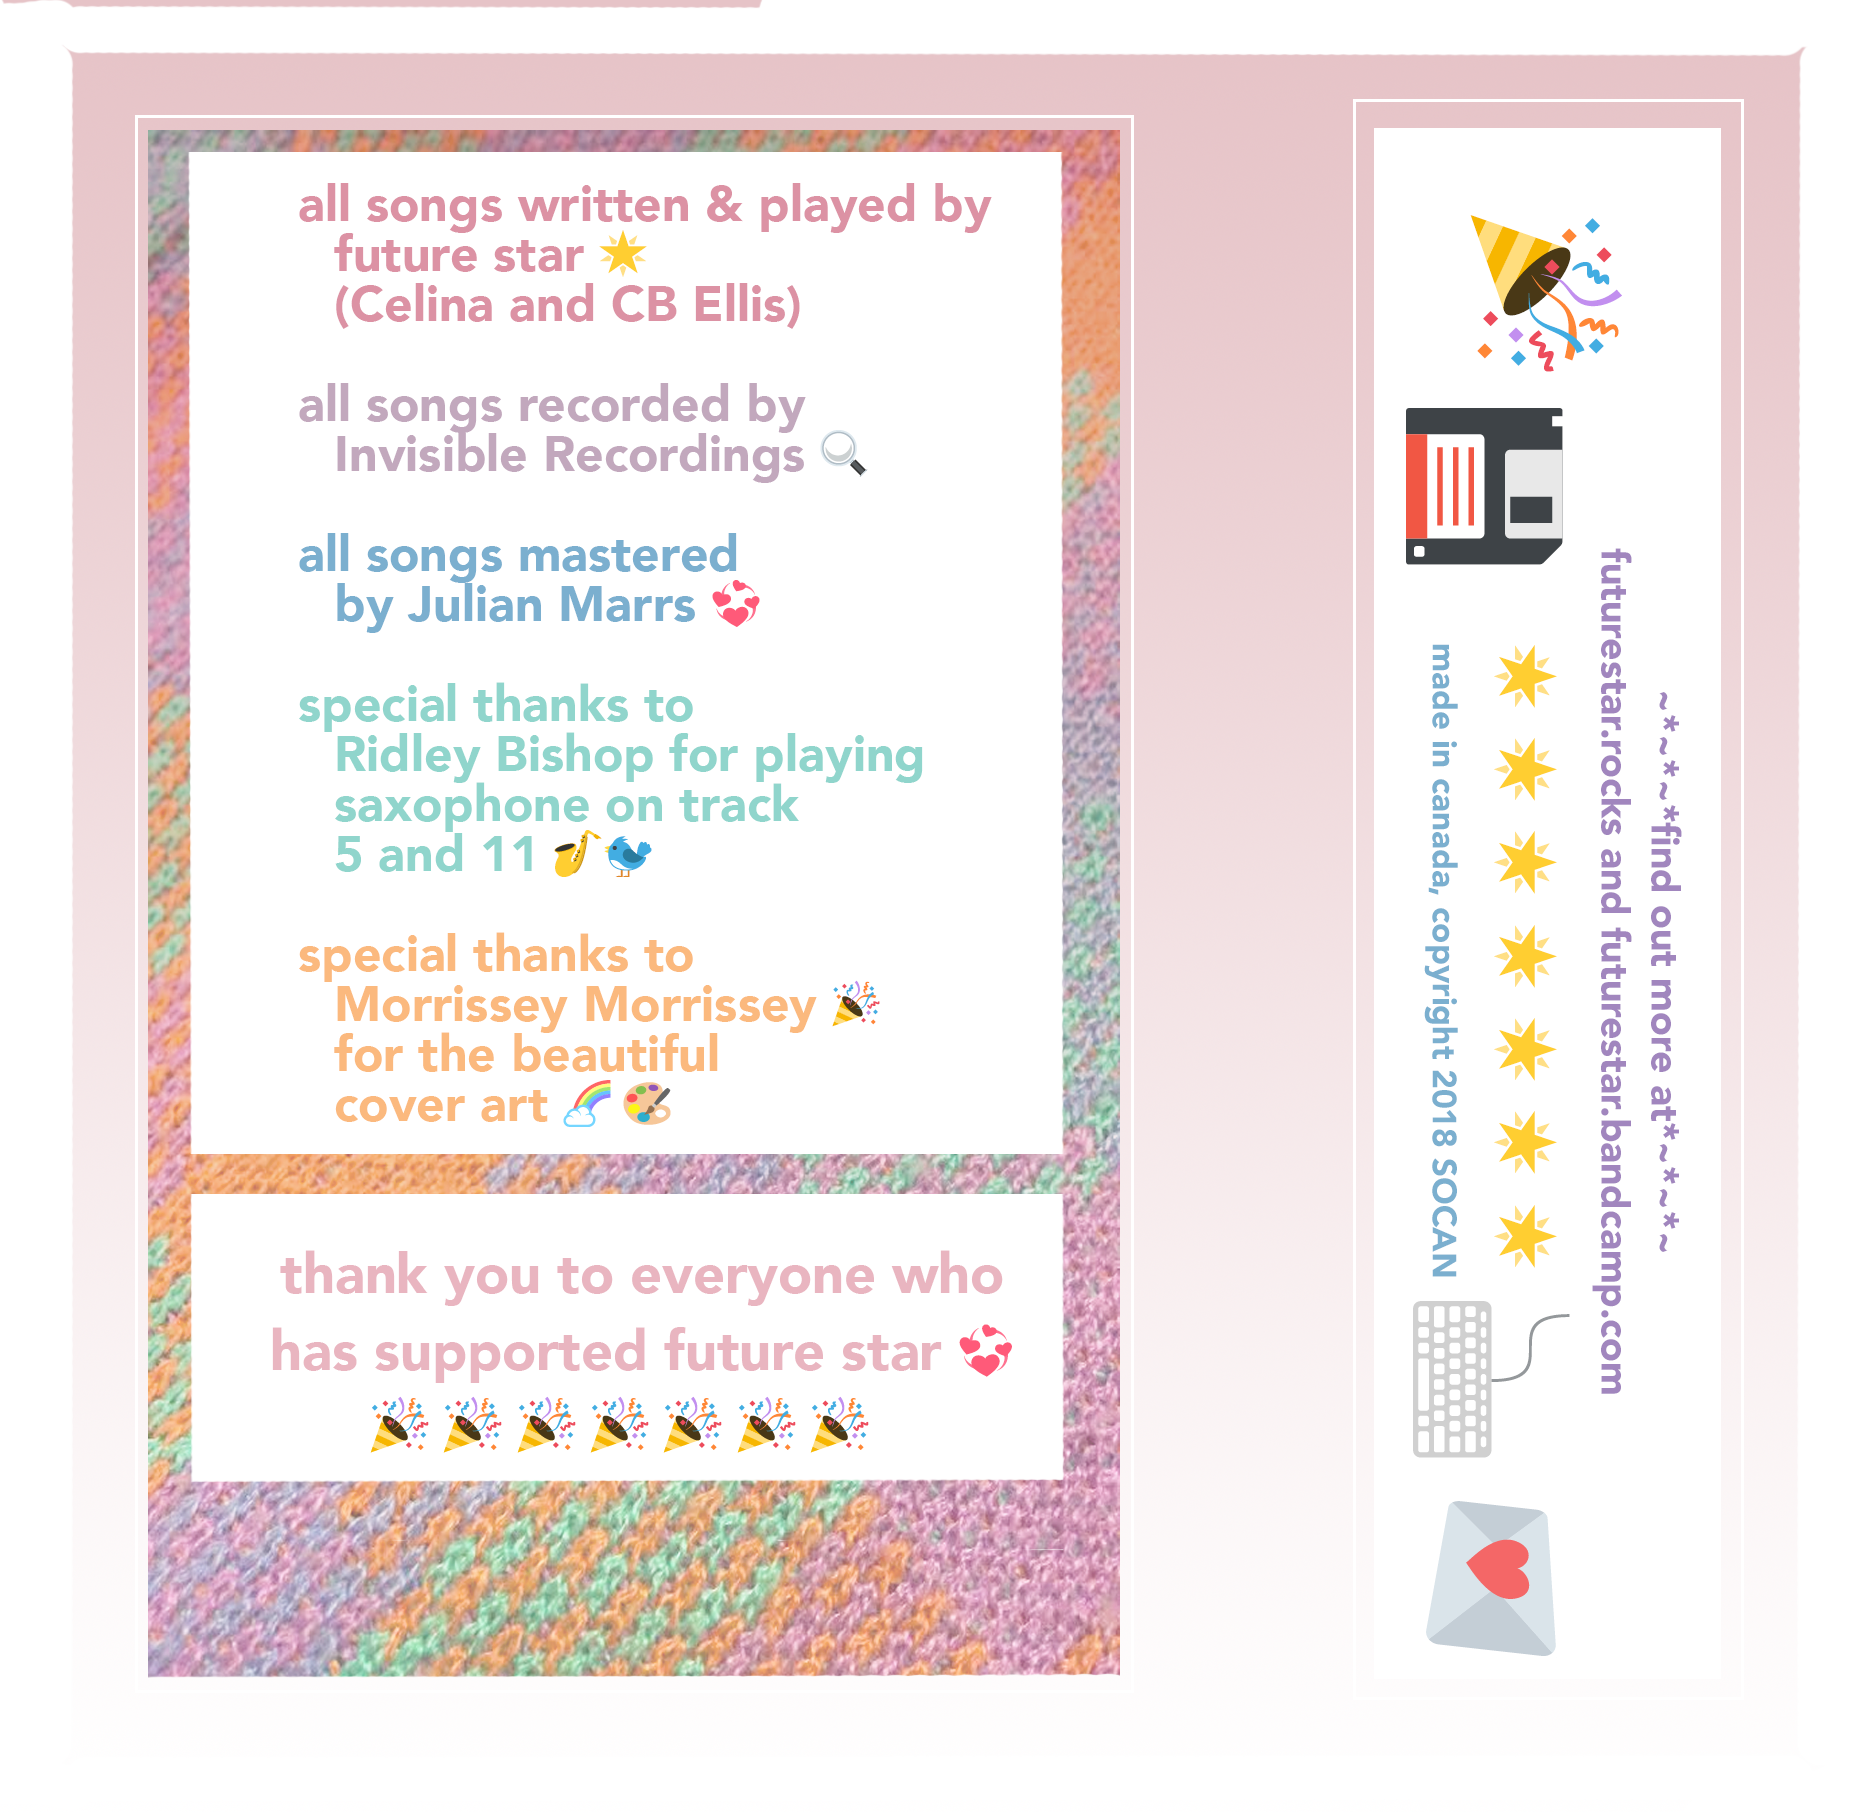 all songs written & played by
future star 🌟
(Celina and CB Ellis)
all songs recorded by
Invisible Recordings 🔍
all songs mastered
by Julian Marrs 💞
special thanks to
Ridley Bishop for playing
saxophone on track
5 and 11 🎷🐦
special thanks to
Morrissey Morrissey 🎉
for the beautiful
cover art 🌈🎨
thank you to everyone who
has supported future star 💞
🎉🎉🎉🎉🎉🎉🎉
~*~*~*find out more at*~*~*~
futurestar.rocks and futurestar.bandcamp.com
🌟🌟🌟🌟🌟🌟🌟
made in canada, copyright 2018 SOCAN